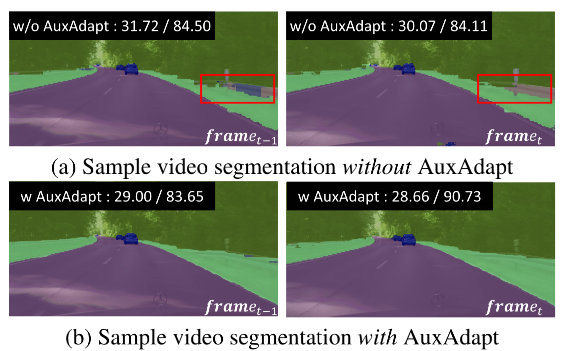 w/o AuxAdapt : 31.72 / 84.50
w/o AuxAdapt : 30.07 / 84.11
frame_{t-1}
frame_t
(a) Sample video segmentation without AuxAdapt
w AuxAdapt : 29.00 / 83.65
w AuxAdapt : 28.66 / 90.73
frame_{t-1}
frame_t
(b) Sample video segmentation with AuxAdapt